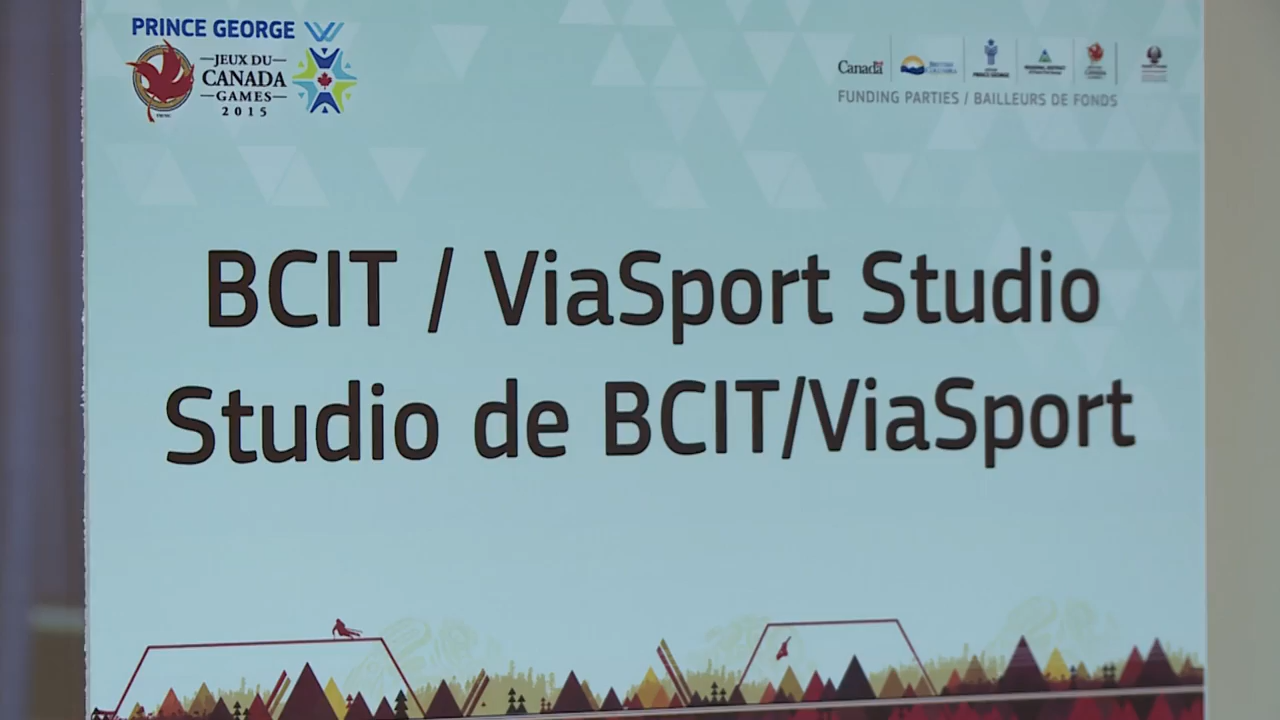 PRINCE GEORGE
JEUX DU
CANADA
GAMES
2015
Canada
FUNDING PARTIES / BAILLEURS DE FONDS
BCIT / ViaSport Studio
Studio de BCIT/ViaSport